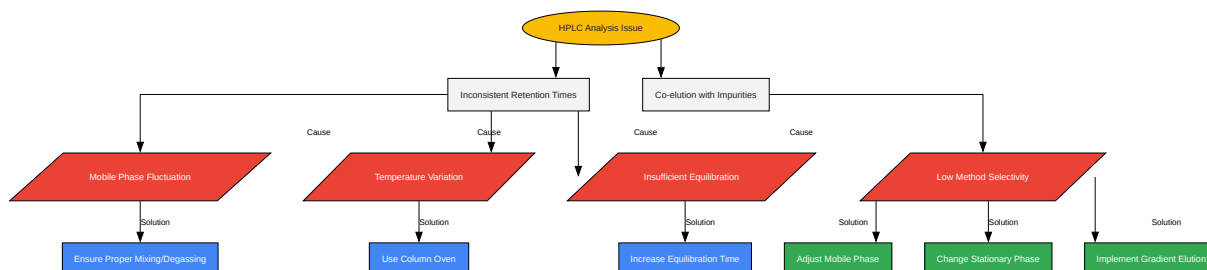 HPLC Analysis Issue
Inconsistent Retention Times
Co-elution with Impurities
Cause
Cause
Cause
Cause
Mobile Phase Fluctuation
Temperature Variation
Insufficient Equilibration
Low Method Selectivity
Solution
Solution
Solution
Solution
Solution
Solution
Ensure Proper Mixing/Degassing
Use Column Oven
Increase Equilibration Time
Adjust Mobile Phase
Change Stationary Phase
Implement Gradient Elution